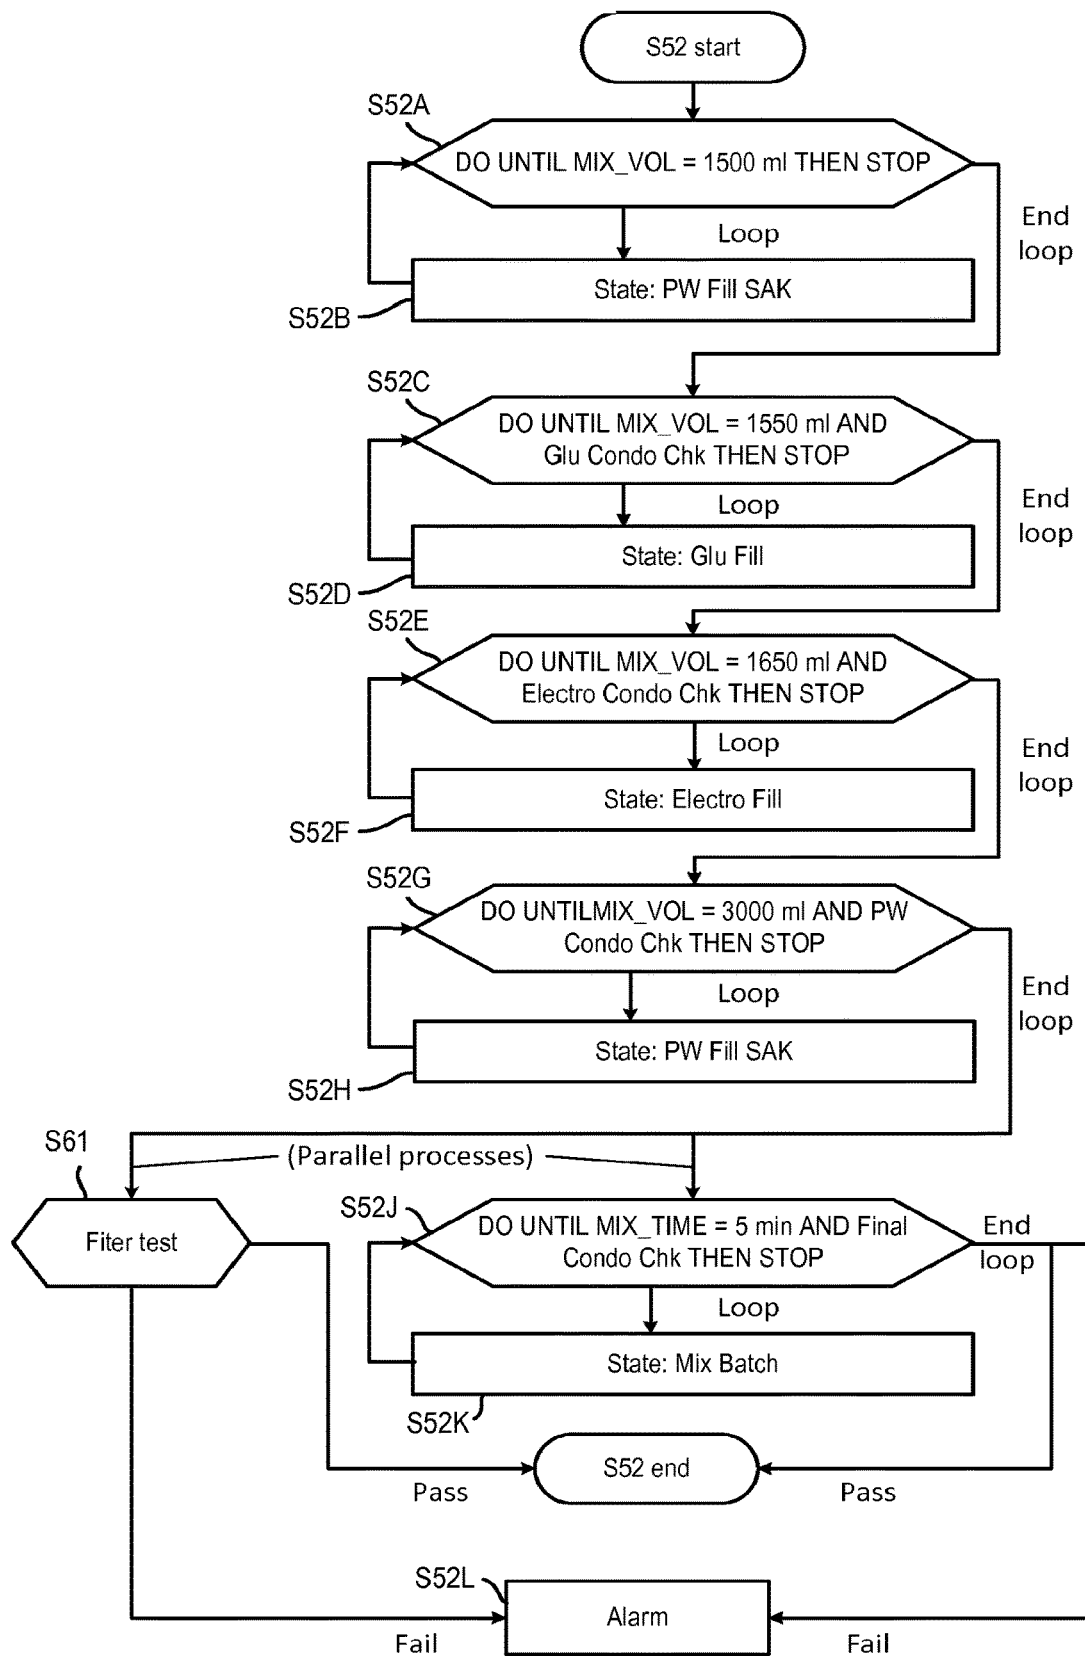 S52 start
S52A
DO UNTIL MIX_VOL = 1500 ml THEN STOP
Loop
End
loop
State: PW Fill SAK
S52B
S52C
DO UNTIL MIX_VOL = 1550 ml AND
Glu Condo Chk THEN STOP
Loop
End
loop
State: Glu Fill
S52D
S52E
DO UNTIL MIX_VOL = 1650 ml AND
Electro Condo Chk THEN STOP
Loop
End
loop
State: Electro Fill
S52F
S52G
DO UNTILMIX_VOL = 3000 ml AND PW
Condo Chk THEN STOP
Loop
End
loop
State: PW Fill SAK
S52H
S61
(Parallel processes)
Fiter test
S52J
DO UNTIL MIX_TIME = 5 min AND Final
Condo Chk THEN STOP
End
loop
Loop
State: Mix Batch
S52K
S52 end
Pass
Pass
S52L
Alarm
Fail
Fail